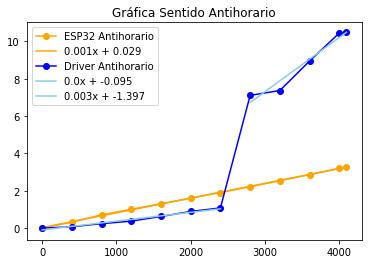 Gráfica Sentido Antihorario
10
8
6
4
2
0
ESP32 Antihorario
0.001x + 0.029
Driver Antihorario
0.0x + -0.095
0.003x + -1.397
0 1000 2000 3000 4000